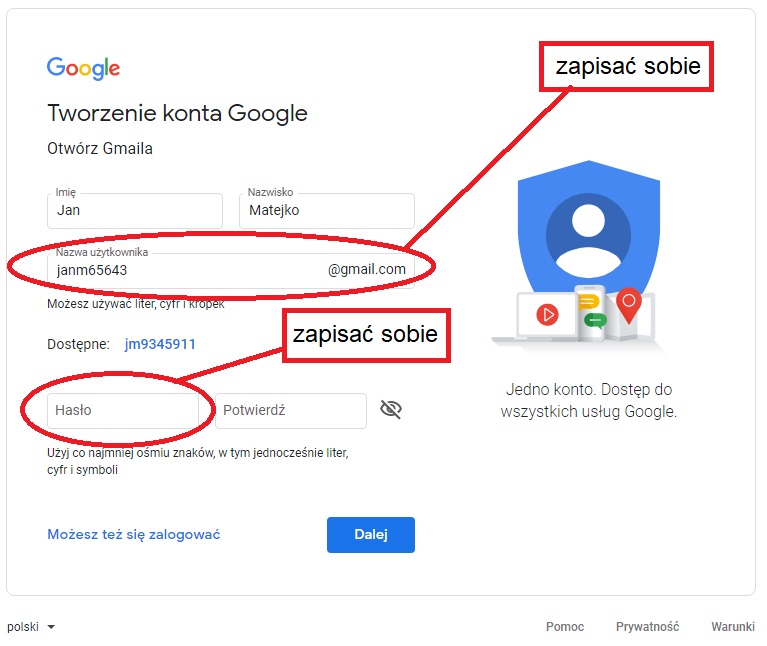 zapisać sobie
Google
Tworzenie konta Google
Otwórz Gmaila
Imię
Jan
Nazwisko
Matejko
Nazwa użytkownika
janm65643
@gmail.com
Możesz używać liter, cyfr i kropek
zapisać sobie
Dostępne: jm9345911
Hasło
Potwierdź
Użyj co najmniej ośmiu znaków, w tym jednocześnie liter,
cyfr i symboli
Możesz też się zalogować
Dalej
Jedno konto. Dostęp do
wszystkich usług Google.
polski
Pomoc
Prywatność
Warunki